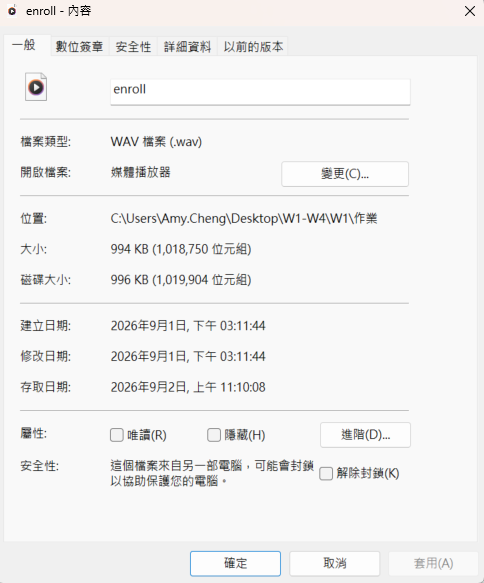 enroll - 內容
一般 數位簽章 安全性 詳細資料 以前的版本
enroll
檔案類型: WAV 檔案 (.wav)
開啟檔案: 媒體播放器 變更(C)...
位置: C:\Users\Amy.Cheng\Desktop\W1-W4\W1\作業
大小: 994 KB (1,018,750 位元組)
磁碟大小: 996 KB (1,019,904 位元組)
建立日期: 2026年9月1日, 下午 03:11:44
修改日期: 2026年9月1日, 下午 03:11:44
存取日期: 2026年9月2日, 上午 11:10:08
屬性: 唯讀(R) 隱藏(H) 進階(D)...
安全性: 這個檔案來自另一部電腦，可能會封鎖
以協助保護您的電腦。 解除封鎖(K)
確定 取消 套用(A)